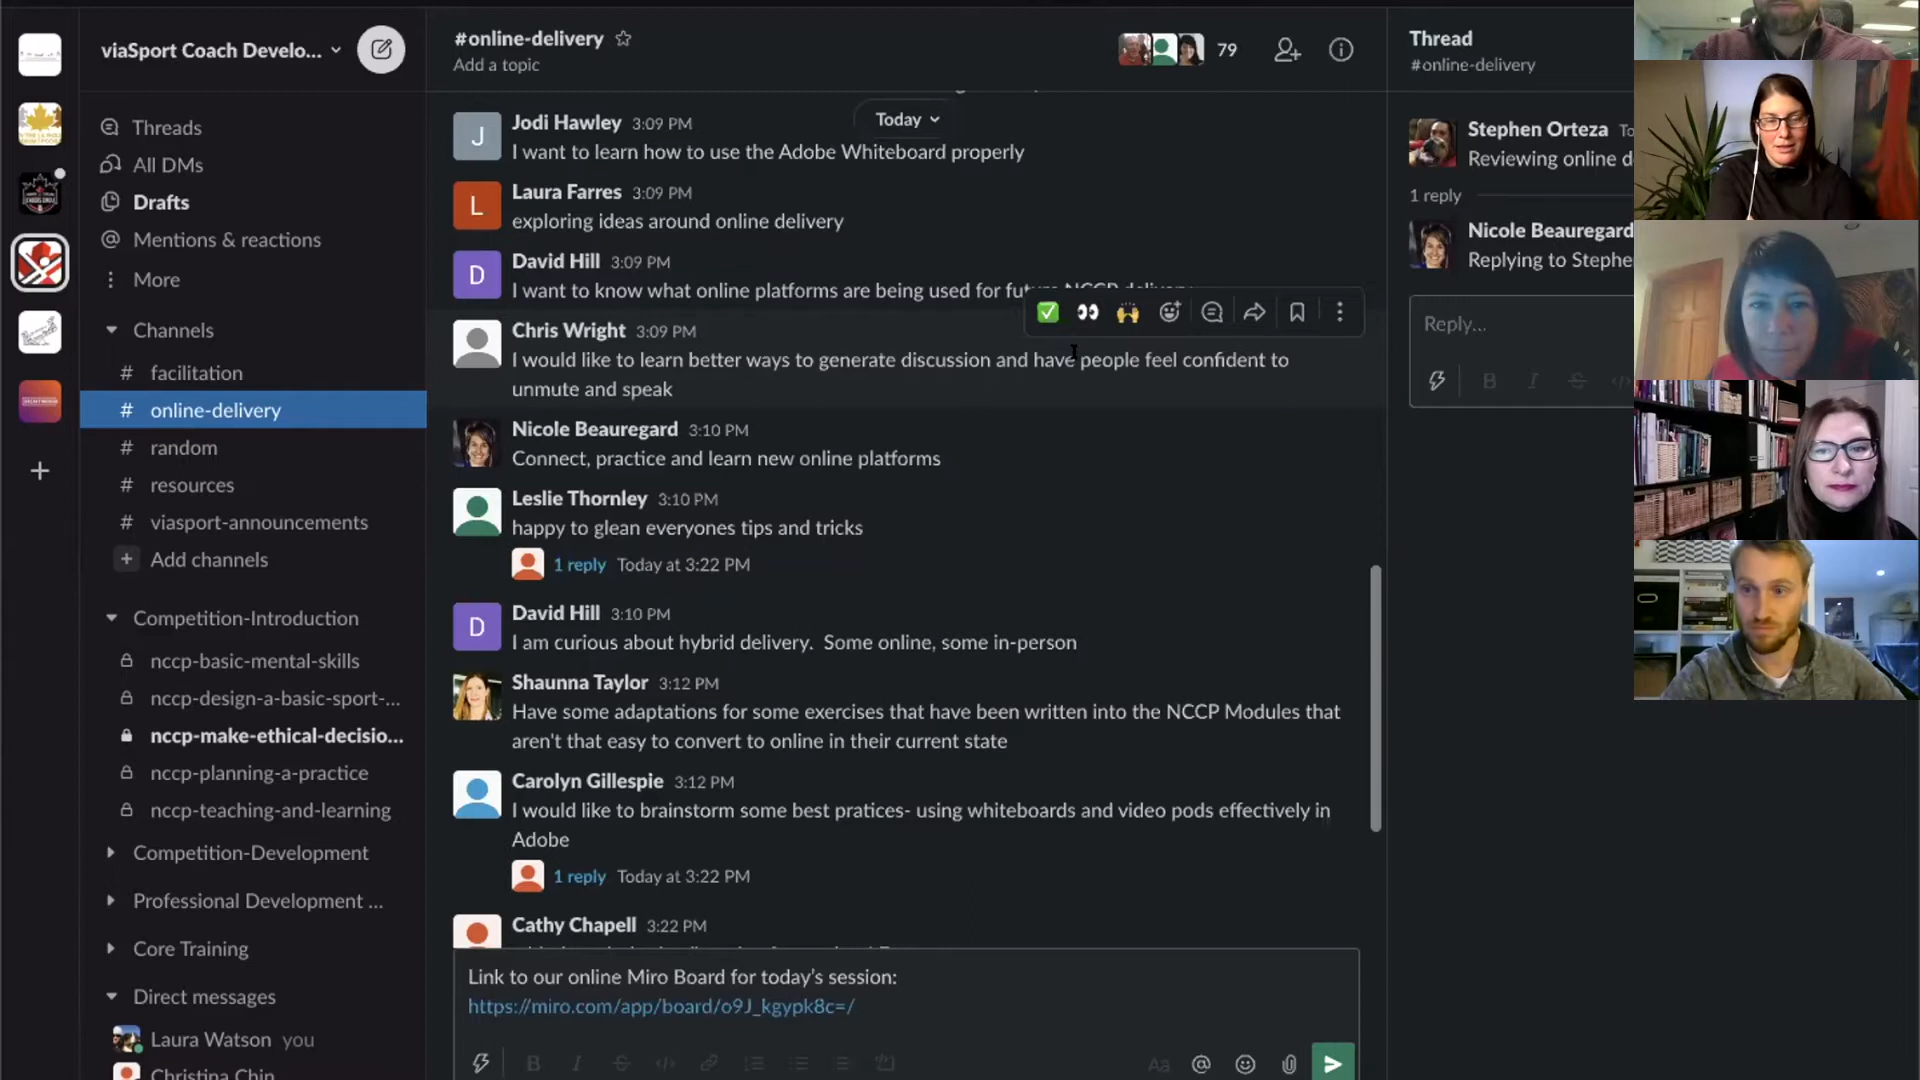 viaSport Coach Develo...
Threads
All DMs
Drafts
Mentions & reactions
More
Channels
# facilitation
# online-delivery
# random
# resources
# viasport-announcements
+ Add channels
Competition-Introduction
nccp-basic-mental-skills
nccp-design-a-basic-sport-...
nccp-make-ethical-decisio...
nccp-planning-a-practice
nccp-teaching-and-learning
Competition-Development
Professional Development ...
Core Training
Direct messages
Laura Watson you
Christina Chin
#online-delivery
Add a topic
79
Today
Jodi Hawley 3:09 PM
I want to learn how to use the Adobe Whiteboard properly
Laura Farres 3:09 PM
exploring ideas around online delivery
David Hill 3:09 PM
I want to know what online platforms are being used for future NCCP delivery
Chris Wright 3:09 PM
I would like to learn better ways to generate discussion and have people feel confident to
unmute and speak
Nicole Beauregard 3:10 PM
Connect, practice and learn new online platforms
Leslie Thornley 3:10 PM
happy to glean everyones tips and tricks
1 reply Today at 3:22 PM
David Hill 3:10 PM
I am curious about hybrid delivery. Some online, some in-person
Shaunna Taylor 3:12 PM
Have some adaptations for some exercises that have been written into the NCCP Modules that
aren't that easy to convert to online in their current state
Carolyn Gillespie 3:12 PM
I would like to brainstorm some best pratices- using whiteboards and video pods effectively in
Adobe
1 reply Today at 3:22 PM
Cathy Chapell 3:22 PM
Link to our online Miro Board for today's session:
https://miro.com/app/board/o9J_kgypk8c=/
Aa
Thread
#online-delivery
Stephen Orteza To
Reviewing online d
1 reply
Nicole Beauregard
Replying to Stephe
Reply...
J
L
D
D